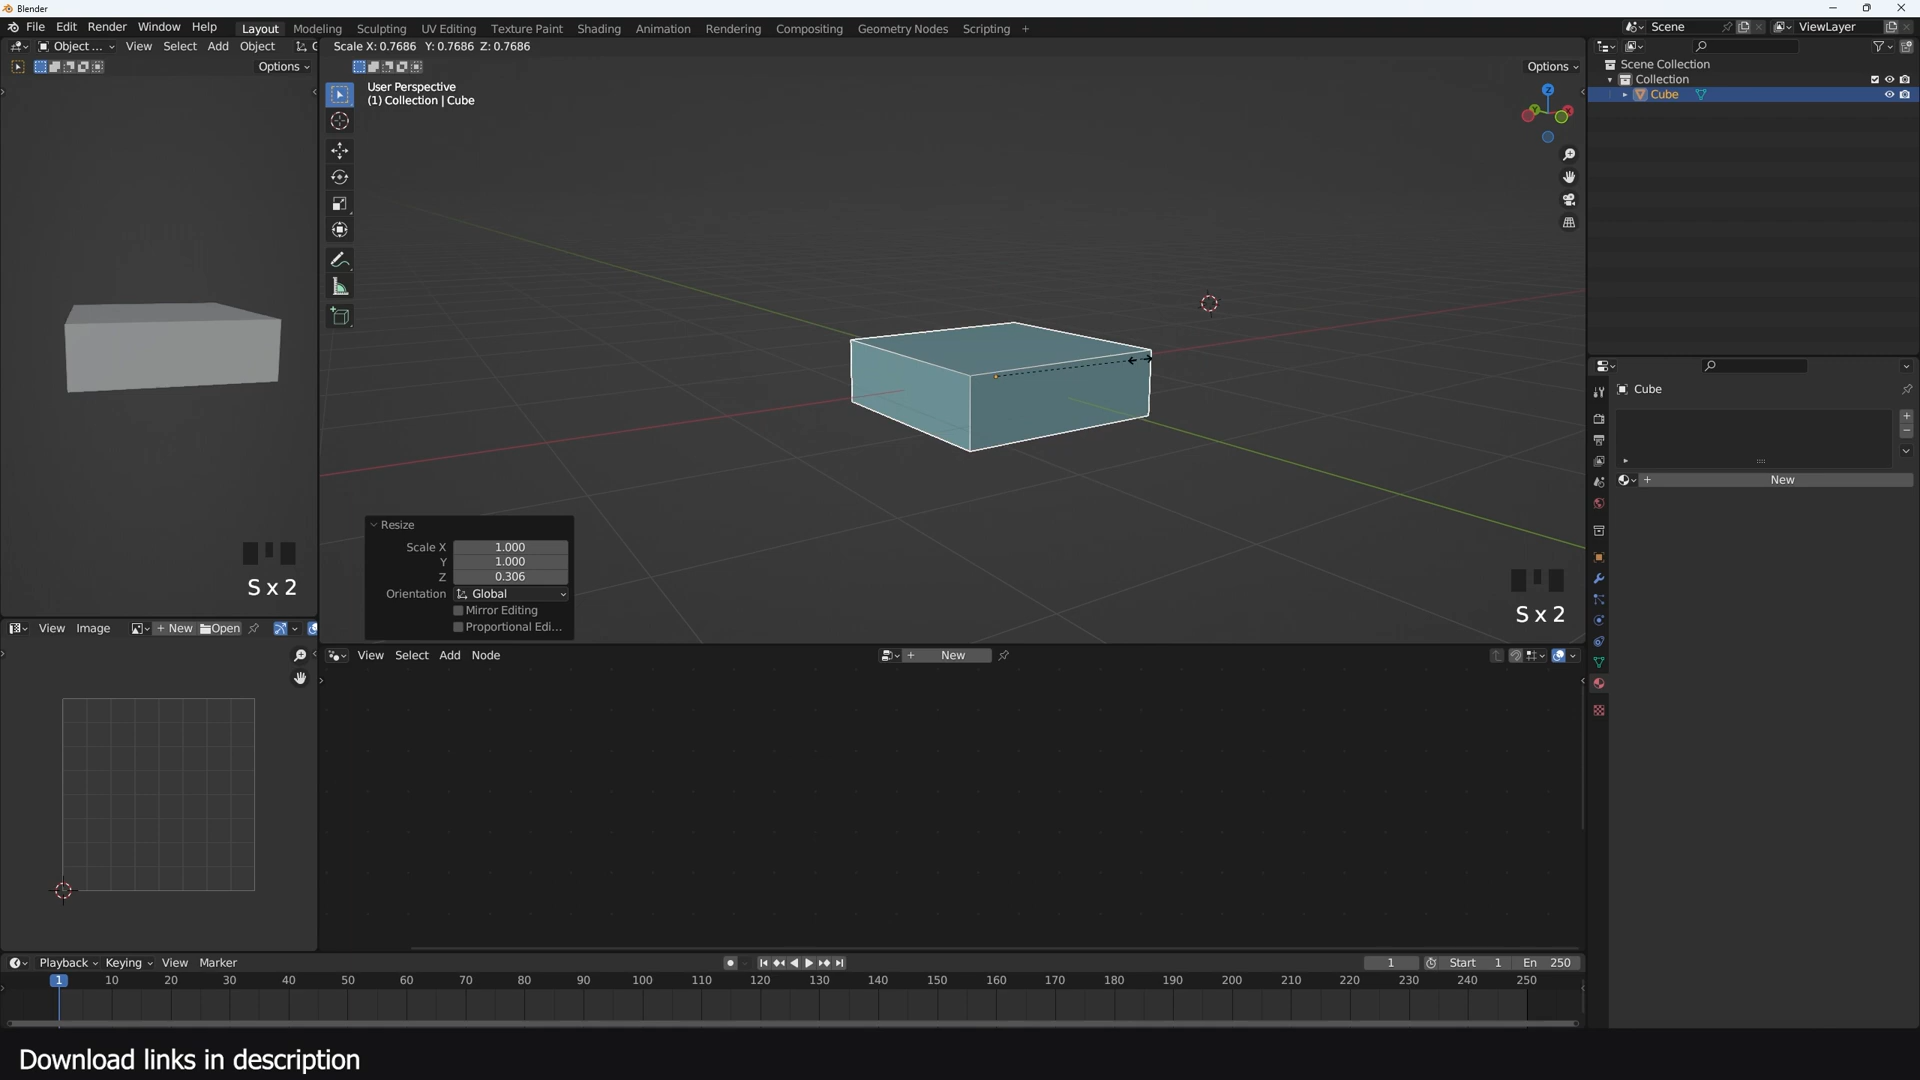 Blender
File Edit Render Window Help Layout Modeling Sculpting UV Editing Texture Paint Shading Animation Rendering Compositing Geometry Nodes Scripting + Scene ViewLayer
Object ... View Select Add Object Scale X: 0.7686 Y: 0.7686 Z: 0.7686
Options Options
User Perspective
(1) Collection | Cube
Z
Y X
Scene Collection
Collection
Cube
Cube
+
−
+ New
Resize
Scale X 1.000
Y 1.000
Z 0.306
Orientation Global
Mirror Editing
Proportional Edi...
S x 2
S x 2
View Image + New Open
View Select Add Node + New
Playback Keying View Marker 1 Start 1 En 250
1 10 20 30 40 50 60 70 80 90 100 110 120 130 140 150 160 170 180 190 200 210 220 230 240 250
Download links in description